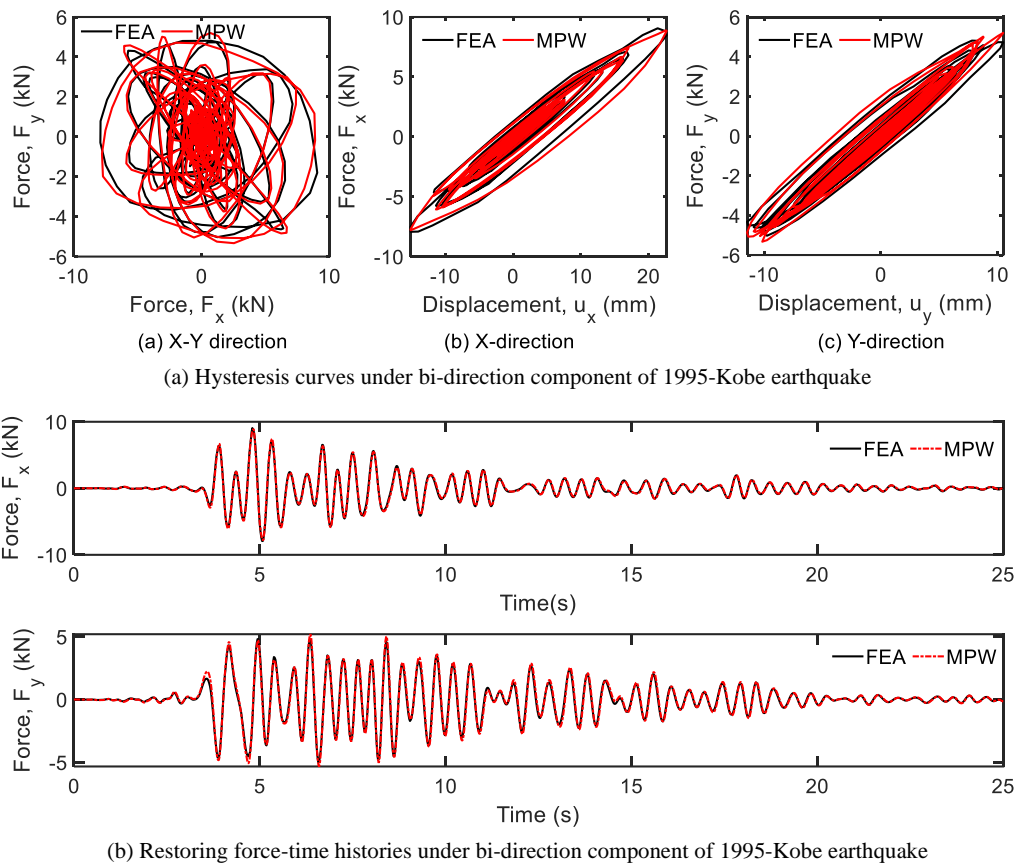 FEA MPW
Force, F_y (kN)
6
4
2
0
-2
-4
-6
-10 0 10
Force, F_x (kN)
(a) X-Y direction
FEA MPW
Force, F_x (kN)
10
5
0
-5
-10
-10 0 10 20
Displacement, u_x (mm)
(b) X-direction
FEA MPW
Force, F_y (kN)
6
4
2
0
-2
-4
-6
-10 0 10
Displacement, u_y (mm)
(c) Y-direction
(a) Hysteresis curves under bi-direction component of 1995-Kobe earthquake
FEA MPW
Force, F_x (kN)
10
0
-10
0 5 10 15 20 25
Time(s)
FEA MPW
Force, F_y (kN)
5
0
-5
0 5 10 15 20 25
Time (s)
(b) Restoring force-time histories under bi-direction component of 1995-Kobe earthquake